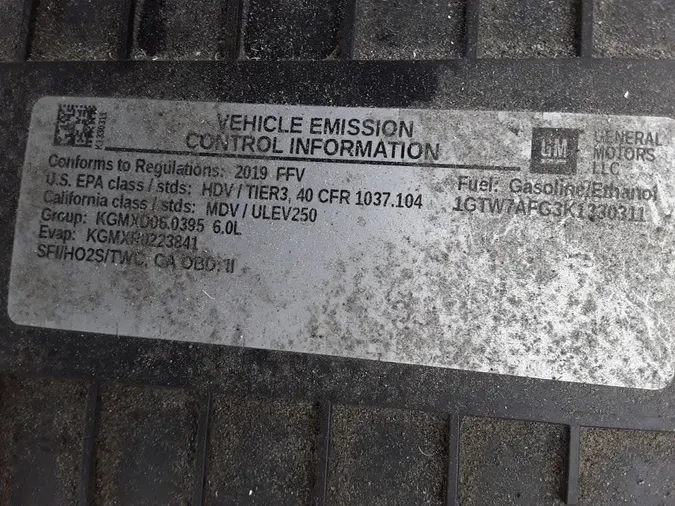 K1330311
VEHICLE EMISSION
CONTROL INFORMATION
GM
GENERAL
MOTORS
LLC
Conforms to Regulations: 2019 FFV
U.S. EPA class / stds: HDV / TIER3, 40 CFR 1037.104
California class / stds: MDV / ULEV250
Group: KGMXD06.0395 6.0L
Evap: KGMXR0223841
SFI/HO2S/TWC, CA OBD: II
Fuel: Gasoline/Ethanol
1GTW7AFG3K1330311